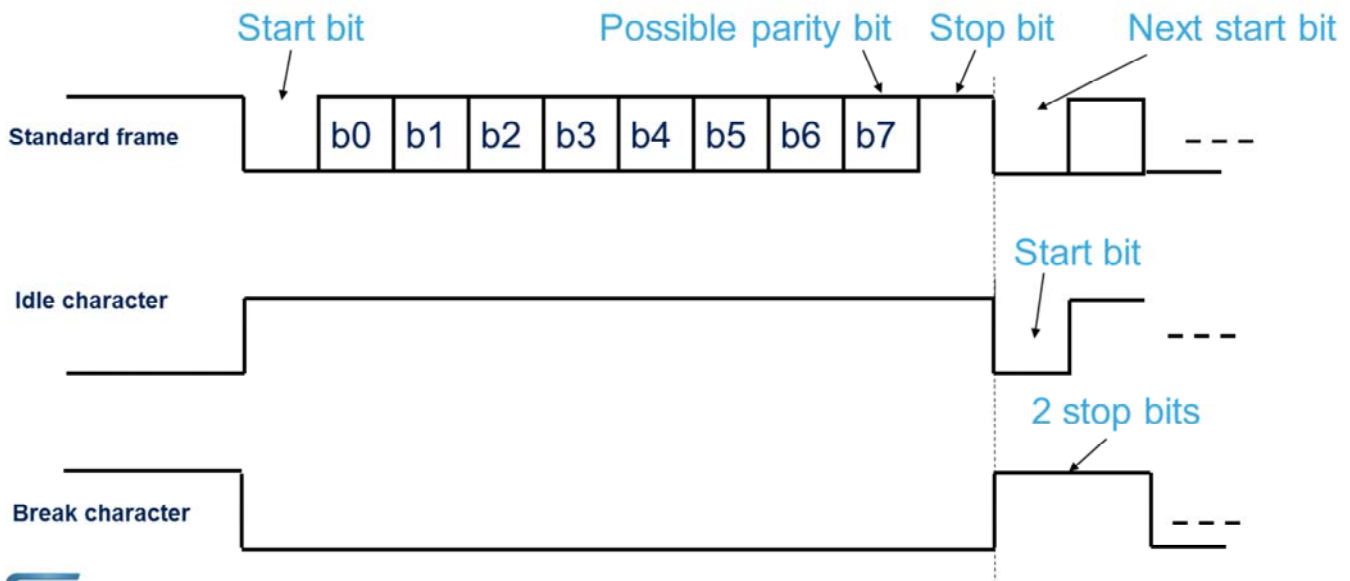 Start bit
Possible parity bit
Stop bit
Next start bit
Standard frame
b0 b1 b2 b3 b4 b5 b6 b7
Start bit
Idle character
2 stop bits
Break character